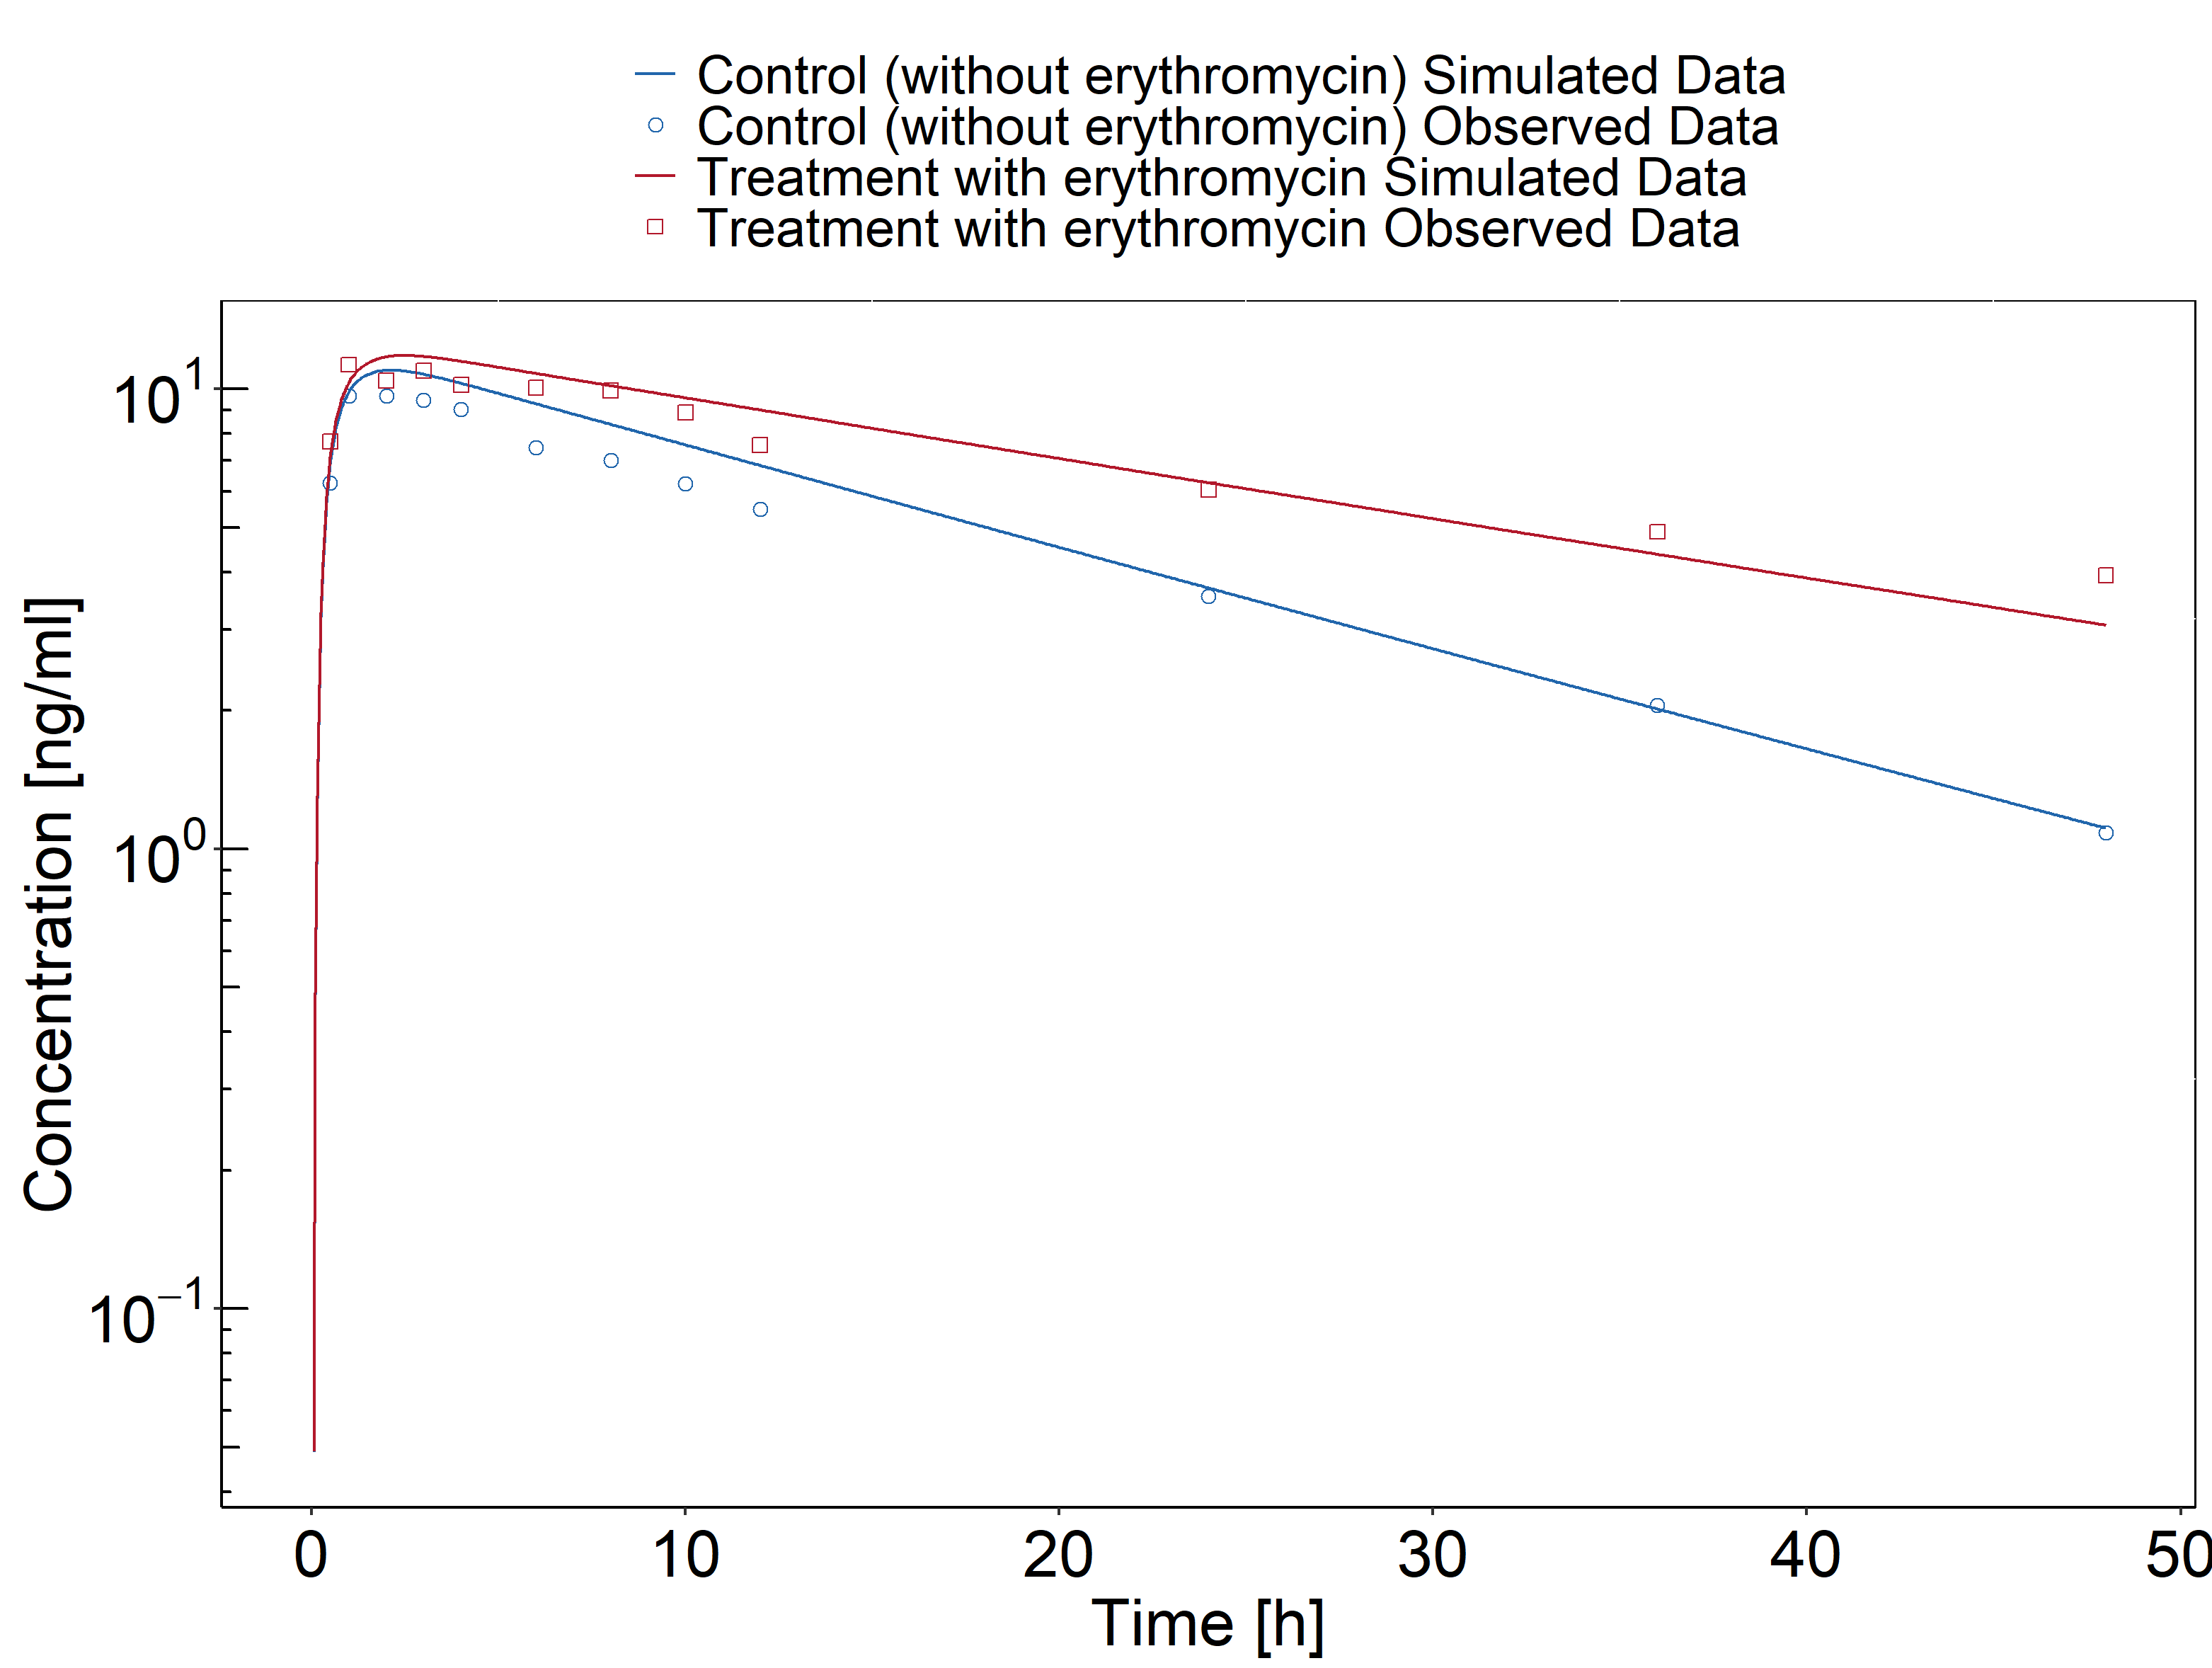 Control (without erythromycin) Simulated Data
Control (without erythromycin) Observed Data
Treatment with erythromycin Simulated Data
Treatment with erythromycin Observed Data
Concentration [ng/ml]
10¹
10⁰
10⁻¹
0 10 20 30 40 50
Time [h]